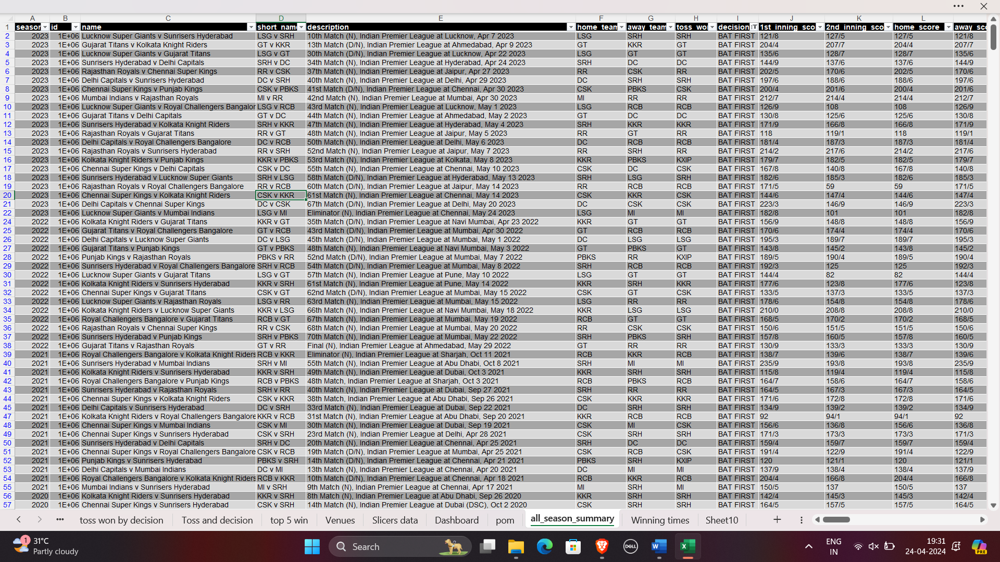 A B C D E F G H I J K L
1 season id name short_name description home_team away_team toss_wo decision 1st_inning_sco 2nd_inning_sco home_score away_sco
2 2023 1E+06 Lucknow Super Giants v Sunrisers Hyderabad LSG v SRH 10th Match (N), Indian Premier League at Lucknow, Apr 7 2023 LSG SRH SRH BAT FIRST 121/8 127/5 127/5 121/8
3 2023 1E+06 Gujarat Titans v Kolkata Knight Riders GT v KKR 13th Match (D/N), Indian Premier League at Ahmedabad, Apr 9 2023 GT KKR GT BAT FIRST 204/4 207/7 204/4 207/7
4 2023 1E+06 Lucknow Super Giants v Gujarat Titans LSG v GT 30th Match (D/N), Indian Premier League at Lucknow, Apr 22 2023 LSG GT GT BAT FIRST 135/6 128/7 128/7 135/6
5 2023 1E+06 Sunrisers Hyderabad v Delhi Capitals SRH v DC 34th Match (N), Indian Premier League at Hyderabad, Apr 24 2023 SRH DC DC BAT FIRST 144/9 137/6 137/6 144/9
6 2023 1E+06 Rajasthan Royals v Chennai Super Kings RR v CSK 37th Match (N), Indian Premier League at Jaipur, Apr 27 2023 RR CSK RR BAT FIRST 202/5 170/6 202/5 170/6
7 2023 1E+06 Delhi Capitals v Sunrisers Hyderabad DC v SRH 40th Match (N), Indian Premier League at Delhi, Apr 29 2023 DC SRH SRH BAT FIRST 197/6 188/6 188/6 197/6
8 2023 1E+06 Chennai Super Kings v Punjab Kings CSK v PBKS 41st Match (D/N), Indian Premier League at Chennai, Apr 30 2023 CSK PBKS CSK BAT FIRST 200/4 201/6 200/4 201/6
9 2023 1E+06 Mumbai Indians v Rajasthan Royals MI v RR 42nd Match (N), Indian Premier League at Mumbai, Apr 30 2023 MI RR RR BAT FIRST 212/7 214/4 214/4 212/7
10 2023 1E+06 Lucknow Super Giants v Royal Challengers Bangalor LSG v RCB 43rd Match (N), Indian Premier League at Lucknow, May 1 2023 LSG RCB RCB BAT FIRST 126/9 108 108 126/9
11 2023 1E+06 Gujarat Titans v Delhi Capitals GT v DC 44th Match (N), Indian Premier League at Ahmedabad, May 2 2023 GT DC DC BAT FIRST 130/8 125/6 125/6 130/8
12 2023 1E+06 Sunrisers Hyderabad v Kolkata Knight Riders SRH v KKR 47th Match (N), Indian Premier League at Hyderabad, May 4 2023 SRH KKR KKR BAT FIRST 171/9 166/8 166/8 171/9
13 2023 1E+06 Rajasthan Royals v Gujarat Titans RR v GT 48th Match (N), Indian Premier League at Jaipur, May 5 2023 RR GT RR BAT FIRST 118 119/1 118 119/1
14 2023 1E+06 Delhi Capitals v Royal Challengers Bangalore DC v RCB 50th Match (N), Indian Premier League at Delhi, May 6 2023 DC RCB RCB BAT FIRST 181/4 187/3 187/3 181/4
15 2023 1E+06 Rajasthan Royals v Sunrisers Hyderabad RR v SRH 52nd Match (N), Indian Premier League at Jaipur, May 7 2023 RR SRH RR BAT FIRST 214/2 217/6 214/2 217/6
16 2023 1E+06 Kolkata Knight Riders v Punjab Kings KKR v PBKS 53rd Match (N), Indian Premier League at Kolkata, May 8 2023 KKR PBKS KXIP BAT FIRST 179/7 182/5 182/5 179/7
17 2023 1E+06 Chennai Super Kings v Delhi Capitals CSK v DC 55th Match (N), Indian Premier League at Chennai, May 10 2023 CSK DC CSK BAT FIRST 167/8 140/8 167/8 140/8
18 2023 1E+06 Sunrisers Hyderabad v Lucknow Super Giants SRH v LSG 58th Match (D/N), Indian Premier League at Hyderabad, May 13 2023 SRH LSG SRH BAT FIRST 182/6 185/3 182/6 185/3
19 2023 1E+06 Rajasthan Royals v Royal Challengers Bangalore RR v RCB 60th Match (D/N), Indian Premier League at Jaipur, May 14 2023 RR RCB RCB BAT FIRST 171/5 59 59 171/5
20 2023 1E+06 Chennai Super Kings v Kolkata Knight Riders CSK v KKR 61st Match (N), Indian Premier League at Chennai, May 14 2023 CSK KKR CSK BAT FIRST 144/6 147/4 144/6 147/4
21 2023 1E+06 Delhi Capitals v Chennai Super Kings DC v CSK 67th Match (D/N), Indian Premier League at Delhi, May 20 2023 DC CSK CSK BAT FIRST 223/3 146/9 146/9 223/3
22 2023 1E+06 Lucknow Super Giants v Mumbai Indians LSG v MI Eliminator (N), Indian Premier League at Chennai, May 24 2023 LSG MI MI BAT FIRST 182/8 101 101 182/8
24 2022 1E+06 Kolkata Knight Riders v Gujarat Titans KKR v GT 35th Match (D/N), Indian Premier League at Navi Mumbai, Apr 23 2022 KKR GT GT BAT FIRST 156/9 148/8 148/8 156/9
25 2022 1E+06 Gujarat Titans v Royal Challengers Bangalore GT v RCB 43rd Match (D/N), Indian Premier League at Mumbai, Apr 30 2022 GT RCB RCB BAT FIRST 170/6 174/4 174/4 170/6
26 2022 1E+06 Delhi Capitals v Lucknow Super Giants DC v LSG 45th Match (D/N), Indian Premier League at Mumbai, May 1 2022 DC LSG LSG BAT FIRST 195/3 189/7 189/7 195/3
27 2022 1E+06 Gujarat Titans v Punjab Kings GT v PBKS 48th Match (N), Indian Premier League at Navi Mumbai, May 3 2022 GT PBKS GT BAT FIRST 143/8 145/2 143/8 145/2
28 2022 1E+06 Punjab Kings v Rajasthan Royals PBKS v RR 52nd Match (D/N), Indian Premier League at Mumbai, May 7 2022 PBKS RR KXIP BAT FIRST 189/5 190/4 189/5 190/4
29 2022 1E+06 Sunrisers Hyderabad v Royal Challengers Bangalore SRH v RCB 54th Match (D/N), Indian Premier League at Mumbai, May 8 2022 SRH RCB RCB BAT FIRST 192/3 125 125 192/3
30 2022 1E+06 Lucknow Super Giants v Gujarat Titans LSG v GT 57th Match (N), Indian Premier League at Pune, May 10 2022 LSG GT GT BAT FIRST 144/4 82 82 144/4
31 2022 1E+06 Kolkata Knight Riders v Sunrisers Hyderabad KKR v SRH 61st Match (N), Indian Premier League at Pune, May 14 2022 KKR SRH KKR BAT FIRST 177/6 123/8 177/6 123/8
32 2022 1E+06 Chennai Super Kings v Gujarat Titans CSK v GT 62nd Match (D/N), Indian Premier League at Mumbai, May 15 2022 CSK GT CSK BAT FIRST 133/5 137/3 133/5 137/3
33 2022 1E+06 Lucknow Super Giants v Rajasthan Royals LSG v RR 63rd Match (N), Indian Premier League at Mumbai, May 15 2022 LSG RR RR BAT FIRST 178/6 154/8 154/8 178/6
34 2022 1E+06 Kolkata Knight Riders v Lucknow Super Giants KKR v LSG 66th Match (N), Indian Premier League at Navi Mumbai, May 18 2022 KKR LSG LSG BAT FIRST 210/0 208/8 208/8 210/0
35 2022 1E+06 Royal Challengers Bangalore v Gujarat Titans RCB v GT 67th Match (N), Indian Premier League at Mumbai, May 19 2022 RCB GT GT BAT FIRST 168/5 170/2 170/2 168/5
36 2022 1E+06 Rajasthan Royals v Chennai Super Kings RR v CSK 68th Match (N), Indian Premier League at Mumbai, May 20 2022 RR CSK CSK BAT FIRST 150/6 151/5 151/5 150/6
37 2022 1E+06 Sunrisers Hyderabad v Punjab Kings SRH v PBKS 70th Match (N), Indian Premier League at Mumbai, May 22 2022 SRH PBKS SRH BAT FIRST 157/8 160/5 157/8 160/5
38 2022 1E+06 Gujarat Titans v Rajasthan Royals GT v RR Final (N), Indian Premier League at Ahmedabad, May 29 2022 GT RR RR BAT FIRST 130/9 133/3 133/3 130/9
39 2021 1E+06 Royal Challengers Bangalore v Kolkata Knight Riders RCB v KKR Eliminator (N), Indian Premier League at Sharjah, Oct 11 2021 RCB KKR RCB BAT FIRST 138/7 139/6 138/7 139/6
40 2021 1E+06 Sunrisers Hyderabad v Mumbai Indians SRH v MI 55th Match (N), Indian Premier League at Abu Dhabi, Oct 8 2021 SRH MI MI BAT FIRST 235/9 193/8 193/8 235/9
41 2021 1E+06 Kolkata Knight Riders v Sunrisers Hyderabad KKR v SRH 49th Match (N), Indian Premier League at Dubai, Oct 3 2021 KKR SRH SRH BAT FIRST 115/8 119/4 119/4 115/8
42 2021 1E+06 Royal Challengers Bangalore v Punjab Kings RCB v PBKS 48th Match, Indian Premier League at Sharjah, Oct 3 2021 RCB PBKS RCB BAT FIRST 164/7 158/6 164/7 158/6
43 2021 1E+06 Sunrisers Hyderabad v Rajasthan Royals SRH v RR 40th Match (N), Indian Premier League at Dubai, Sep 27 2021 SRH RR RR BAT FIRST 164/5 167/3 167/3 164/5
44 2021 1E+06 Chennai Super Kings v Kolkata Knight Riders CSK v KKR 38th Match, Indian Premier League at Abu Dhabi, Sep 26 2021 CSK KKR KKR BAT FIRST 171/6 172/8 172/8 171/6
45 2021 1E+06 Delhi Capitals v Sunrisers Hyderabad DC v SRH 33rd Match (N), Indian Premier League at Dubai, Sep 22 2021 DC SRH SRH BAT FIRST 134/9 139/2 139/2 134/9
47 2021 1E+06 Kolkata Knight Riders v Royal Challengers Bangalore KKR v RCB 31st Match (N), Indian Premier League at Abu Dhabi, Sep 20 2021 KKR RCB RCB BAT FIRST 92 94/1 94/1 92
48 2021 1E+06 Chennai Super Kings v Mumbai Indians CSK v MI 30th Match (N), Indian Premier League at Dubai, Sep 19 2021 CSK MI CSK BAT FIRST 156/6 136/8 156/6 136/8
49 2021 1E+06 Chennai Super Kings v Sunrisers Hyderabad CSK v SRH 23rd Match (N), Indian Premier League at Delhi, Apr 28 2021 CSK SRH SRH BAT FIRST 171/3 173/3 173/3 171/3
50 2021 1E+06 Sunrisers Hyderabad v Delhi Capitals SRH v DC 20th Match (N), Indian Premier League at Chennai, Apr 25 2021 SRH DC DC BAT FIRST 159/4 159/7 159/7 159/4
51 2021 1E+06 Chennai Super Kings v Royal Challengers Bangalore CSK v RCB 19th Match (D/N), Indian Premier League at Mumbai, Apr 25 2021 CSK RCB CSK BAT FIRST 191/4 122/9 191/4 122/9
52 2021 1E+06 Punjab Kings v Sunrisers Hyderabad PBKS v SRH 14th Match (D/N), Indian Premier League at Chennai, Apr 21 2021 PBKS SRH KXIP BAT FIRST 120 121/1 120 121/1
53 2021 1E+06 Delhi Capitals v Mumbai Indians DC v MI 13th Match (N), Indian Premier League at Chennai, Apr 20 2021 DC MI MI BAT FIRST 137/9 138/4 138/4 137/9
54 2021 1E+06 Royal Challengers Bangalore v Kolkata Knight Riders RCB v KKR 10th Match (D/N), Indian Premier League at Chennai, Apr 18 2021 RCB KKR RCB BAT FIRST 204/4 166/8 204/4 166/8
55 2021 1E+06 Mumbai Indians v Sunrisers Hyderabad MI v SRH 9th Match (N), Indian Premier League at Chennai, Apr 17 2021 MI SRH MI BAT FIRST 150/5 137 150/5 137
56 2020 1E+06 Kolkata Knight Riders v Sunrisers Hyderabad KKR v SRH 8th Match (N), Indian Premier League at Abu Dhabi, Sep 26 2020 KKR SRH SRH BAT FIRST 142/4 145/3 145/3 142/4
57 2020 1E+06 Chennai Super Kings v Sunrisers Hyderabad CSK v SRH 14th Match (N), Indian Premier League at Dubai (DSC), Oct 2 2020 CSK SRH SRH BAT FIRST 164/5 157/5 157/5 164/5
toss won by decision Toss and decision top 5 win Venues Slicers data Dashboard pom all_season_summary Winning times Sheet10
1 31°C
Partly cloudy
Search
DELL
W
X
ENG
IN
19:31
24-04-2024
PRE